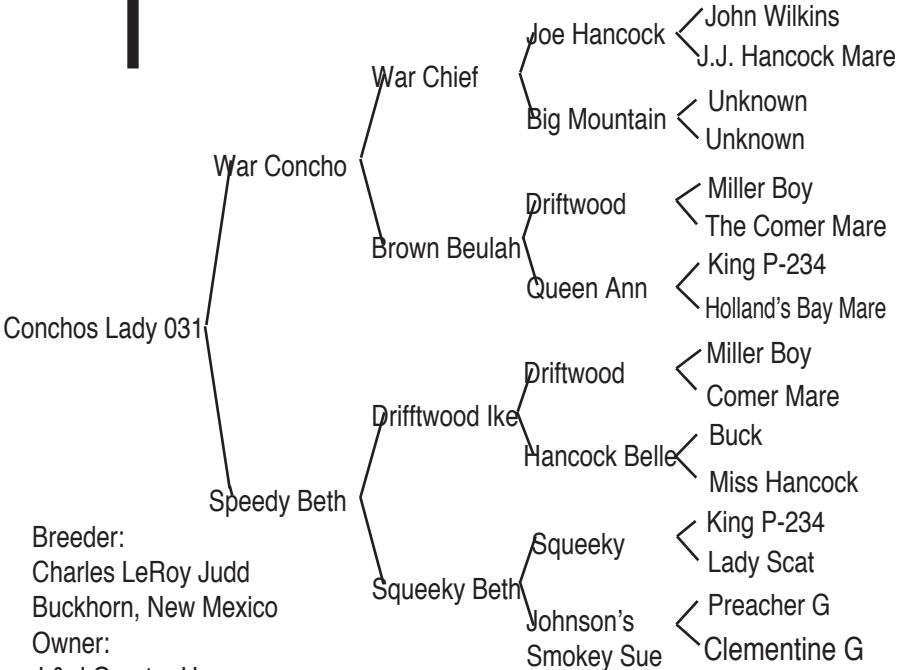 Joe Hancock
John Wilkins
J.J. Hancock Mare
War Chief
Big Mountain
Unknown
Unknown
War Concho
Driftwood
Miller Boy
The Comer Mare
Brown Beulah
Queen Ann
King P-234
Holland's Bay Mare
Conchos Lady 031
Driftwood
Miller Boy
Comer Mare
Drifftwood Ike
Hancock Belle
Buck
Miss Hancock
Speedy Beth
Squeeky
King P-234
Lady Scat
Squeeky Beth
Johnson's
Smokey Sue
Preacher G
Clementine G
Breeder:
Charles LeRoy Judd
Buckhorn, New Mexico
Owner: